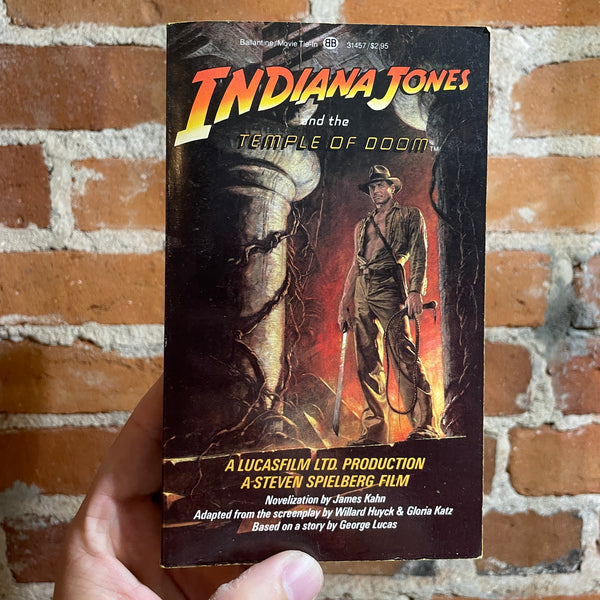 Ballantine/Movie Tie-In BB 31457/$2.95
INDIANA JONES
and the
TEMPLE OF DOOM™
A LUCASFILM LTD. PRODUCTION
A STEVEN SPIELBERG FILM
Novelization by James Kahn
Adapted from the screenplay by Willard Huyck & Gloria Katz
Based on a story by George Lucas